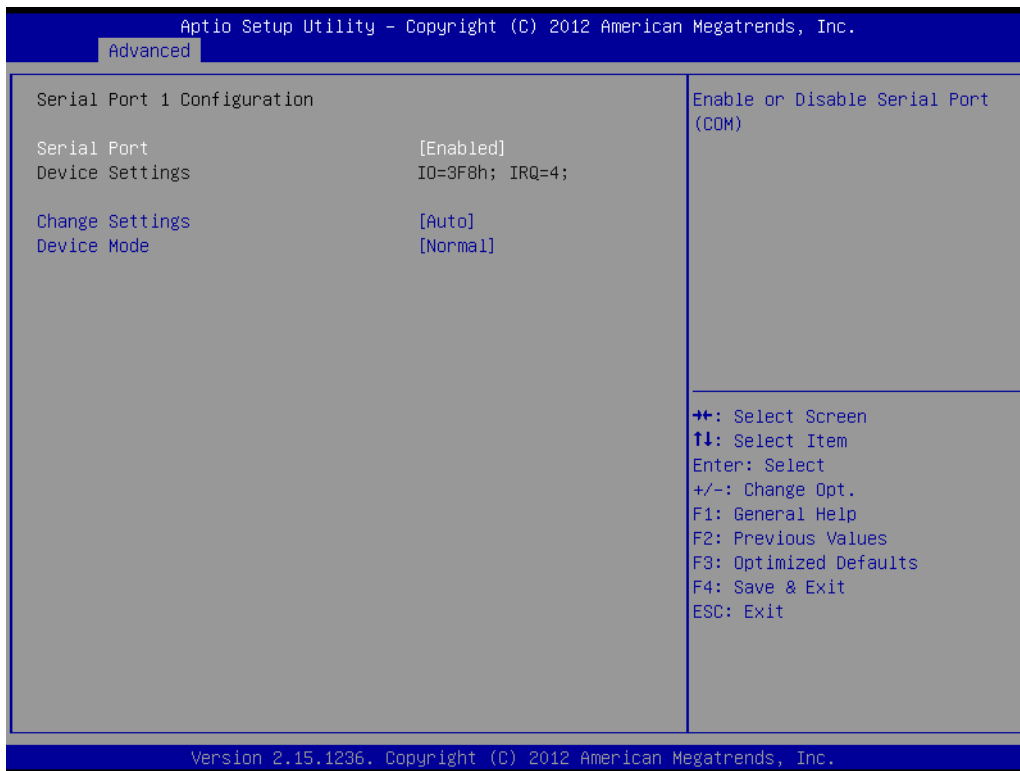 Aptio Setup Utility – Copyright (C) 2012 American Megatrends, Inc.
Advanced
Serial Port 1 Configuration
Serial Port [Enabled]
Device Settings IO=3F8h; IRQ=4;
Change Settings [Auto]
Device Mode [Normal]
Enable or Disable Serial Port
(COM)
→←: Select Screen
↑↓: Select Item
Enter: Select
+/-: Change Opt.
F1: General Help
F2: Previous Values
F3: Optimized Defaults
F4: Save & Exit
ESC: Exit
Version 2.15.1236. Copyright (C) 2012 American Megatrends, Inc.